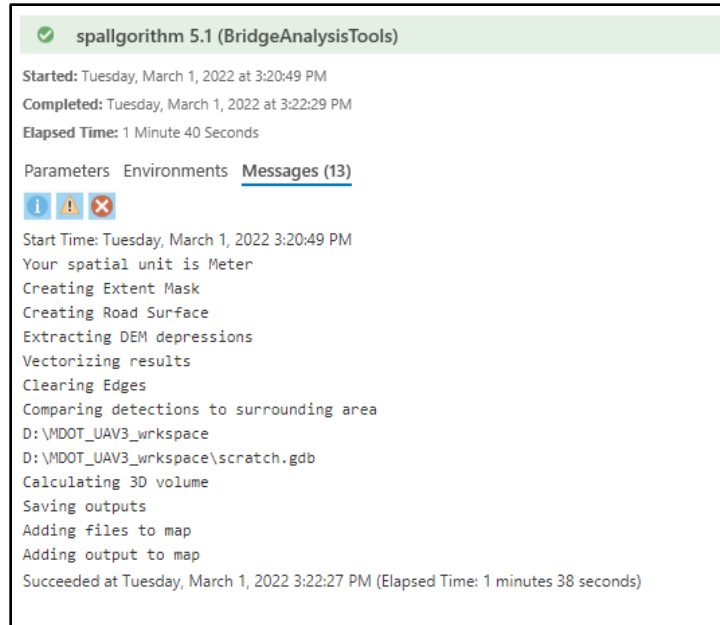 spallgorithm 5.1 (BridgeAnalysisTools)
Started: Tuesday, March 1, 2022 at 3:20:49 PM
Completed: Tuesday, March 1, 2022 at 3:22:29 PM
Elapsed Time: 1 Minute 40 Seconds
Parameters Environments Messages (13)
Start Time: Tuesday, March 1, 2022 3:20:49 PM
Your spatial unit is Meter
Creating Extent Mask
Creating Road Surface
Extracting DEM depressions
Vectorizing results
Clearing Edges
Comparing detections to surrounding area
D:\MDOT_UAV3_wrkspace
D:\MDOT_UAV3_wrkspace\scratch.gdb
Calculating 3D volume
Saving outputs
Adding files to map
Adding output to map
Succeeded at Tuesday, March 1, 2022 3:22:27 PM (Elapsed Time: 1 minutes 38 seconds)